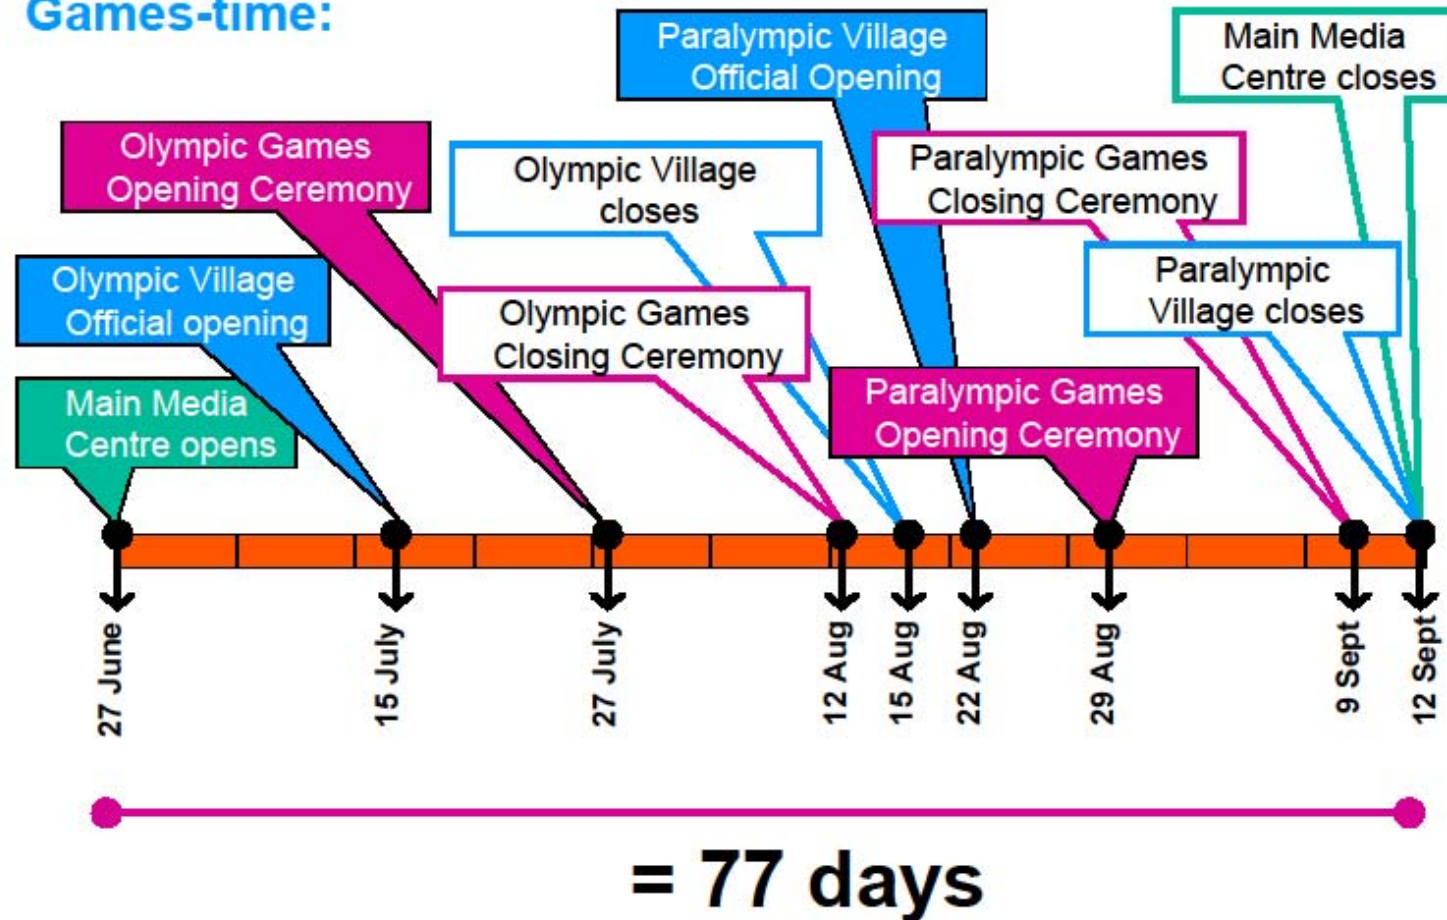 Games-time:
Paralympic Village
Official Opening
Main Media
Centre closes
Olympic Games
Opening Ceremony
Olympic Village
closes
Paralympic Games
Closing Ceremony
Olympic Village
Official opening
Paralympic
Village closes
Olympic Games
Closing Ceremony
Main Media
Centre opens
Paralympic Games
Opening Ceremony
27 June
15 July
27 July
12 Aug
15 Aug
22 Aug
29 Aug
9 Sept
12 Sept
= 77 days